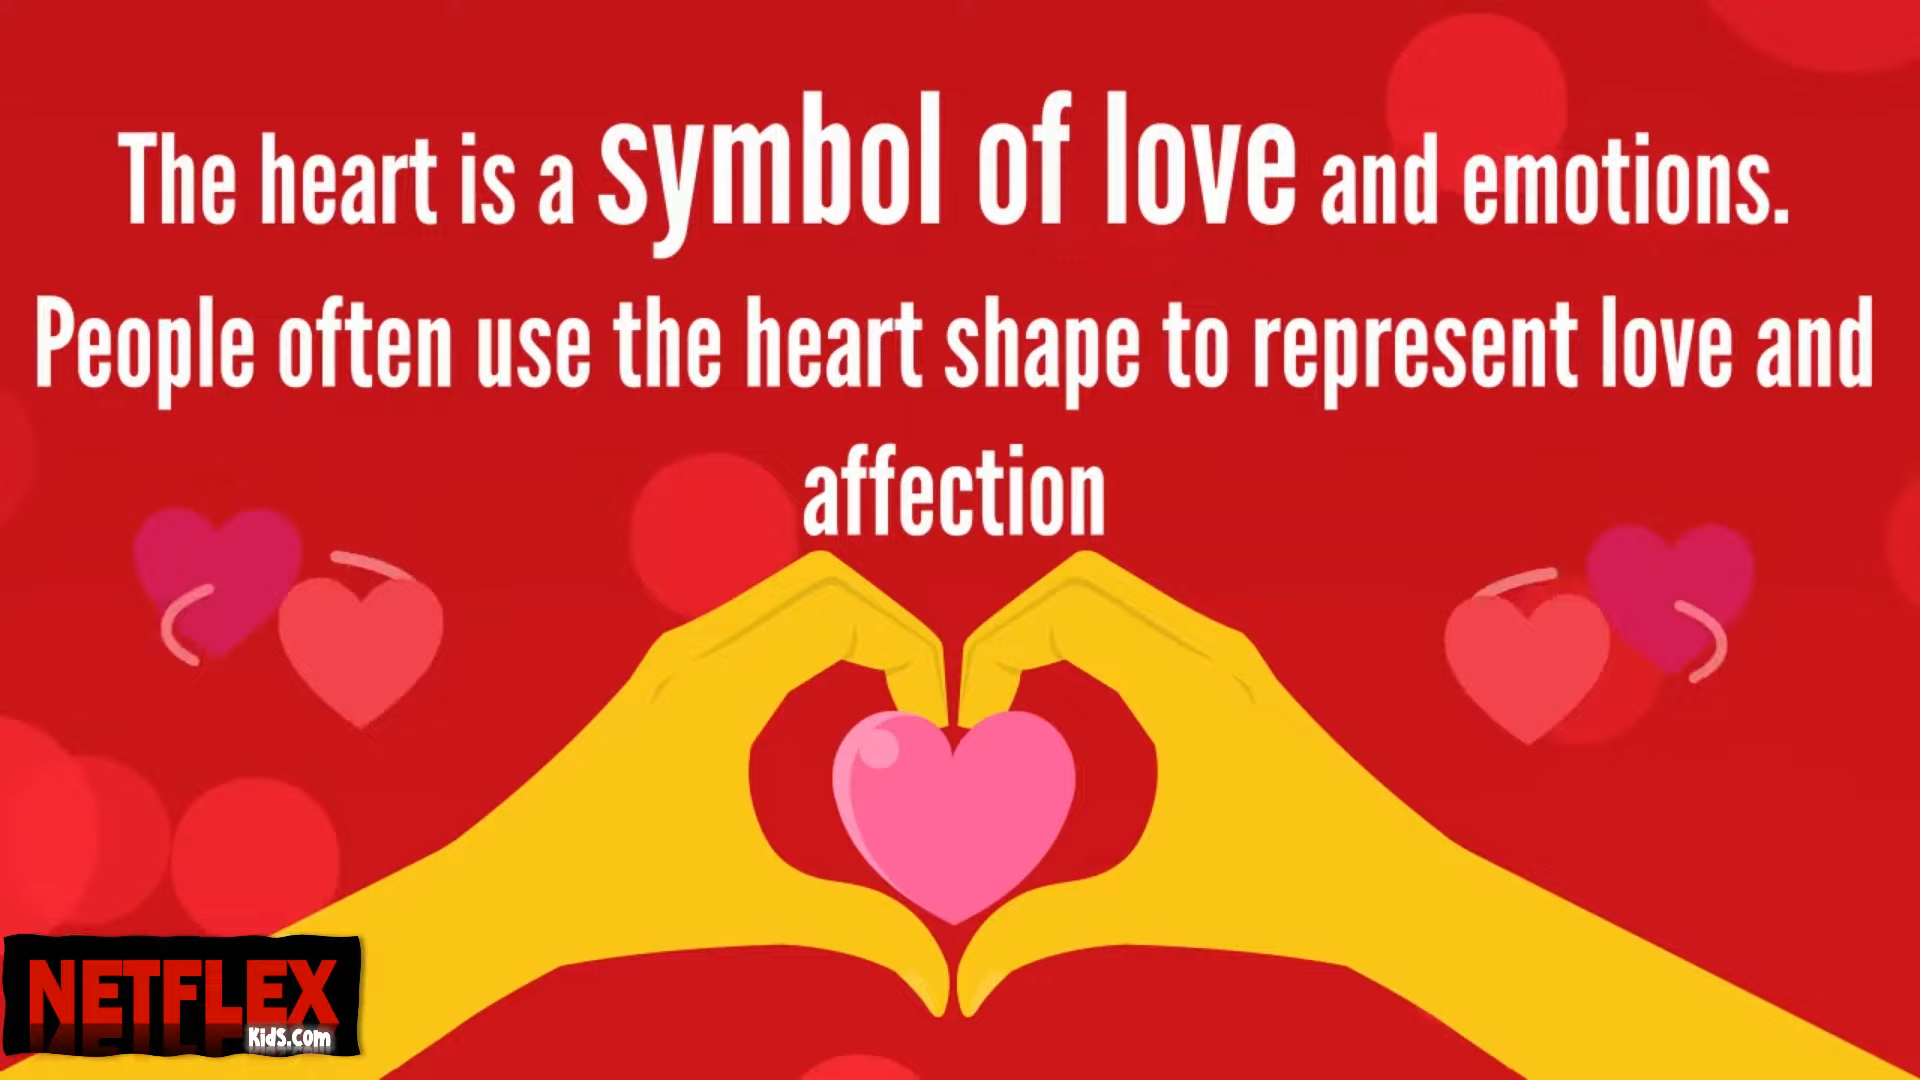 The heart is a symbol of love and emotions.
People often use the heart shape to represent love and
affection
NETFLEX
Kids.com